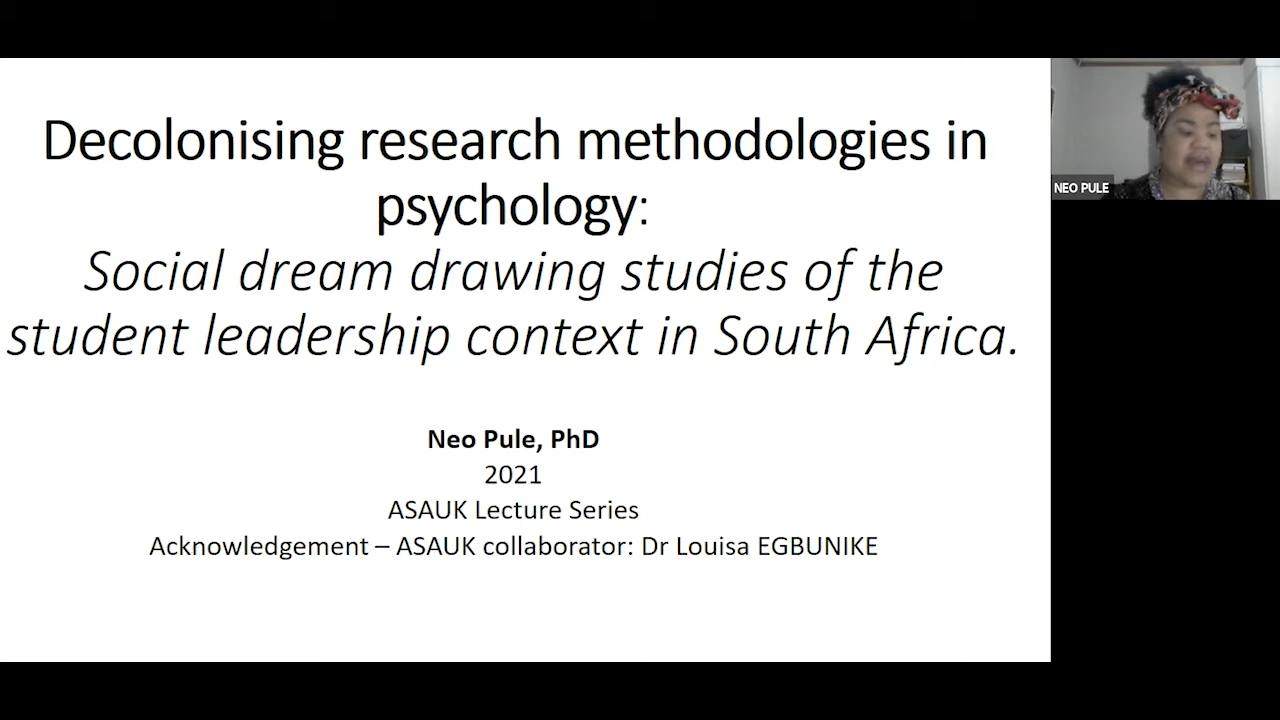 Decolonising research methodologies in
psychology:
Social dream drawing studies of the
student leadership context in South Africa.
Neo Pule, PhD
2021
ASAUK Lecture Series
Acknowledgement – ASAUK collaborator: Dr Louisa EGBUNIKE
NEO PULE